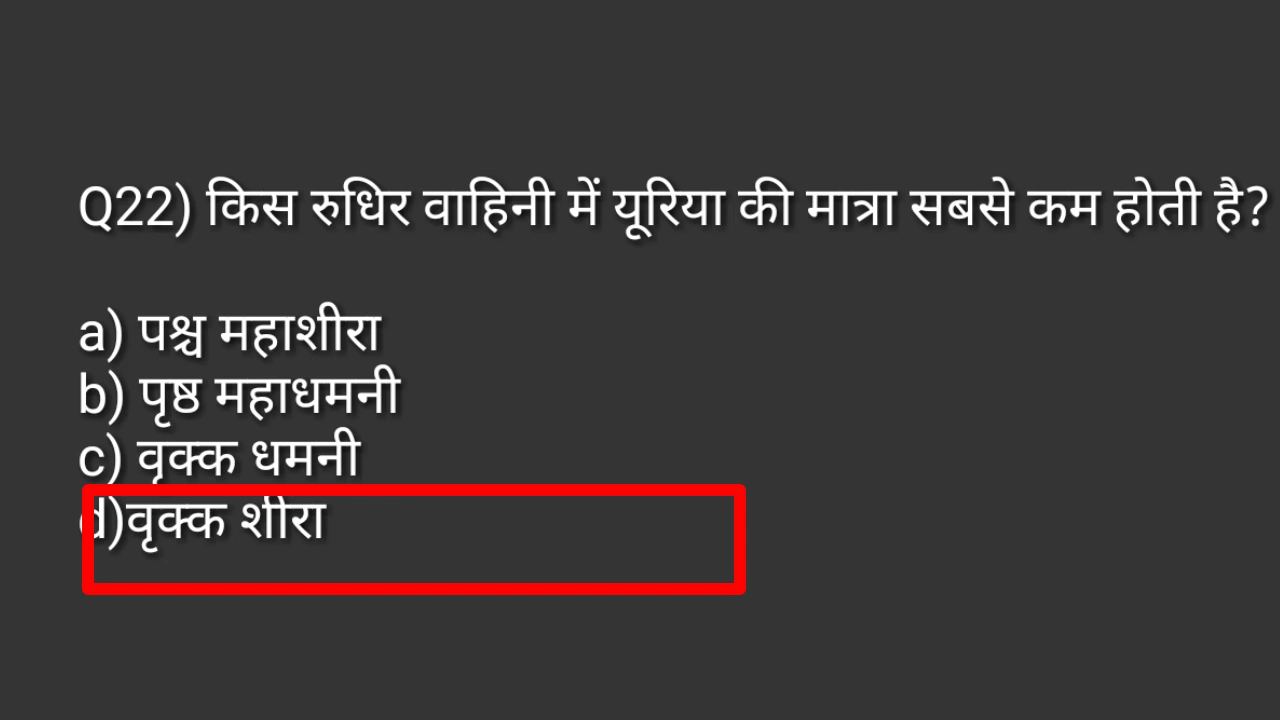 Q22) किस रुधिर वाहिनी में यूरिया की मात्रा सबसे कम होती है?
a) पश्च महाशीरा
b) पृष्ठ महाधमनी
c) वृक्क धमनी
d)वृक्क शीरा